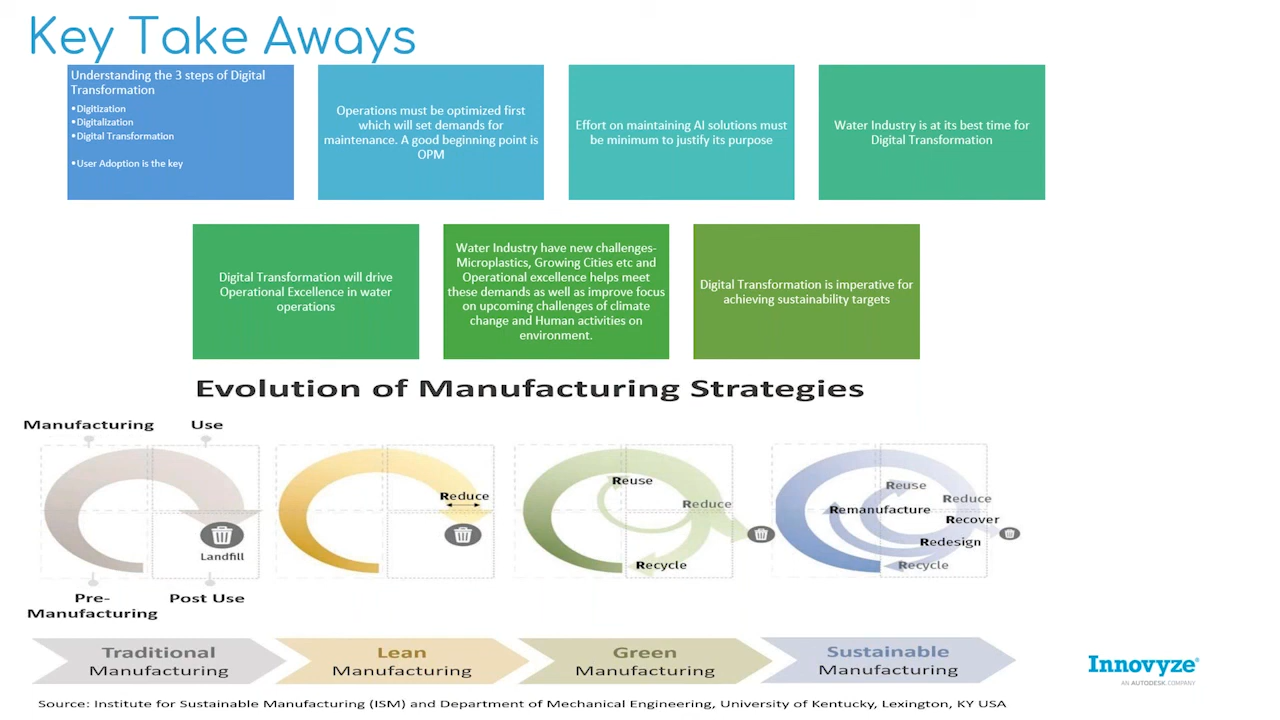 Key Take Aways
Understanding the 3 steps of Digital
Transformation
▪Digitization
▪Digitalization
▪Digital Transformation
▪User Adoption is the key
Operations must be optimized first
which will set demands for
maintenance. A good beginning point is
OPM
Effort on maintaining AI solutions must
be minimum to justify its purpose
Water Industry is at its best time for
Digital Transformation
Digital Transformation will drive
Operational Excellence in water
operations
Water Industry have new challenges-
Microplastics, Growing Cities etc and
Operational excellence helps meet
these demands as well as improve focus
on upcoming challenges of climate
change and Human activities on
environment.
Digital Transformation is imperative for
achieving sustainability targets
Evolution of Manufacturing Strategies
Manufacturing
Use
Landfill
Pre-
Manufacturing
Post Use
Reduce
Reuse
Reduce
Recycle
Reuse
Reduce
Remanufacture
Recover
Redesign
Recycle
Traditional
Manufacturing
Lean
Manufacturing
Green
Manufacturing
Sustainable
Manufacturing
Innovyze®
AN AUTODESK COMPANY
Source: Institute for Sustainable Manufacturing (ISM) and Department of Mechanical Engineering, University of Kentucky, Lexington, KY USA